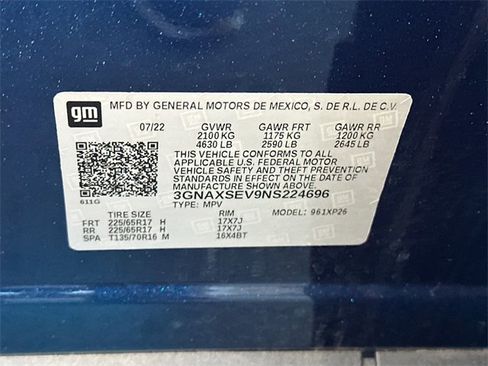 gm MFD BY GENERAL MOTORS DE MEXICO, S. DE R.L. DE C.V.
07/22 GVWR GAWR FRT GAWR RR
2100 KG 1175 KG 1200 KG
4630 LB 2590 LB 2645 LB
THIS VEHICLE CONFORMS TO ALL
APPLICABLE U.S. FEDERAL MOTOR
VEHICLE SAFETY AND THEFT
PREVENTION STANDARDS IN EFFECT
ON THE DATE OF MANUFACTURE SHOWN ABOVE.
611G 3GNAXSEV9NS224696
TYPE: MPV MODEL: 961XP26
TIRE SIZE RIM
FRT 225/65R17 H 17X7J
RR 225/65R17 H 17X7J
SPA T135/70R16 M 16X4BT